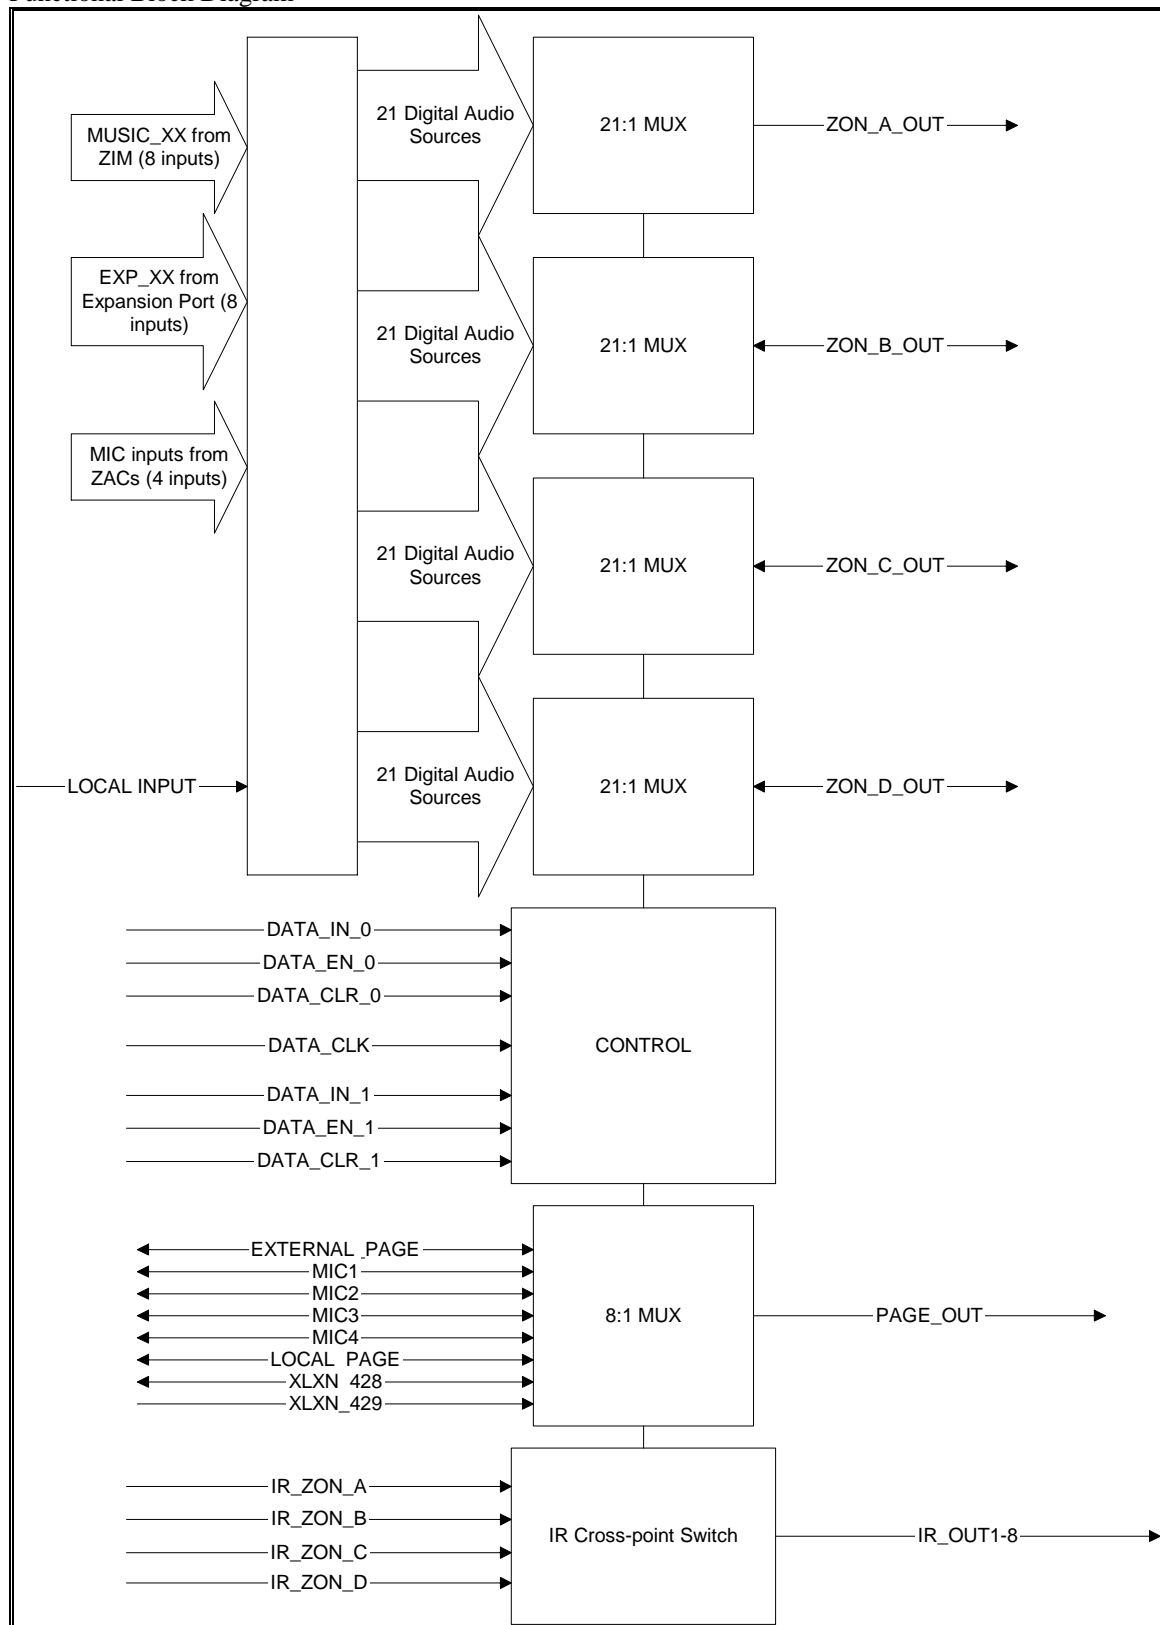 Functional Block Diagram
MUSIC_XX from
ZIM (8 inputs)
21 Digital Audio
Sources
21:1 MUX
ZON_A_OUT
EXP_XX from
Expansion Port (8
inputs)
21 Digital Audio
Sources
21:1 MUX
ZON_B_OUT
MIC inputs from
ZACs (4 inputs)
21 Digital Audio
Sources
21:1 MUX
ZON_C_OUT
LOCAL INPUT
21 Digital Audio
Sources
21:1 MUX
ZON_D_OUT
DATA_IN_0
DATA_EN_0
DATA_CLR_0
DATA_CLK
DATA_IN_1
DATA_EN_1
DATA_CLR_1
CONTROL
EXTERNAL_PAGE
MIC1
MIC2
MIC3
MIC4
LOCAL_PAGE
XLXN_428
XLXN_429
8:1 MUX
PAGE_OUT
IR_ZON_A
IR_ZON_B
IR_ZON_C
IR_ZON_D
IR Cross-point Switch
IR_OUT1-8